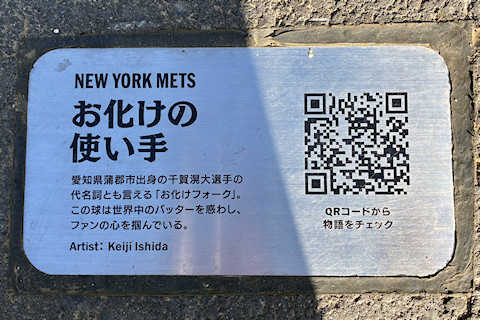 NEW YORK METS
お化けの
使い手
愛知県蒲郡市出身の千賀滉大選手の
代名詞とも言える「お化けフォーク」。
この球は世界中のバッターを惑わし、
ファンの心を掴んでいる。
Artist: Keiji Ishida
QRコードから
物語をチェック